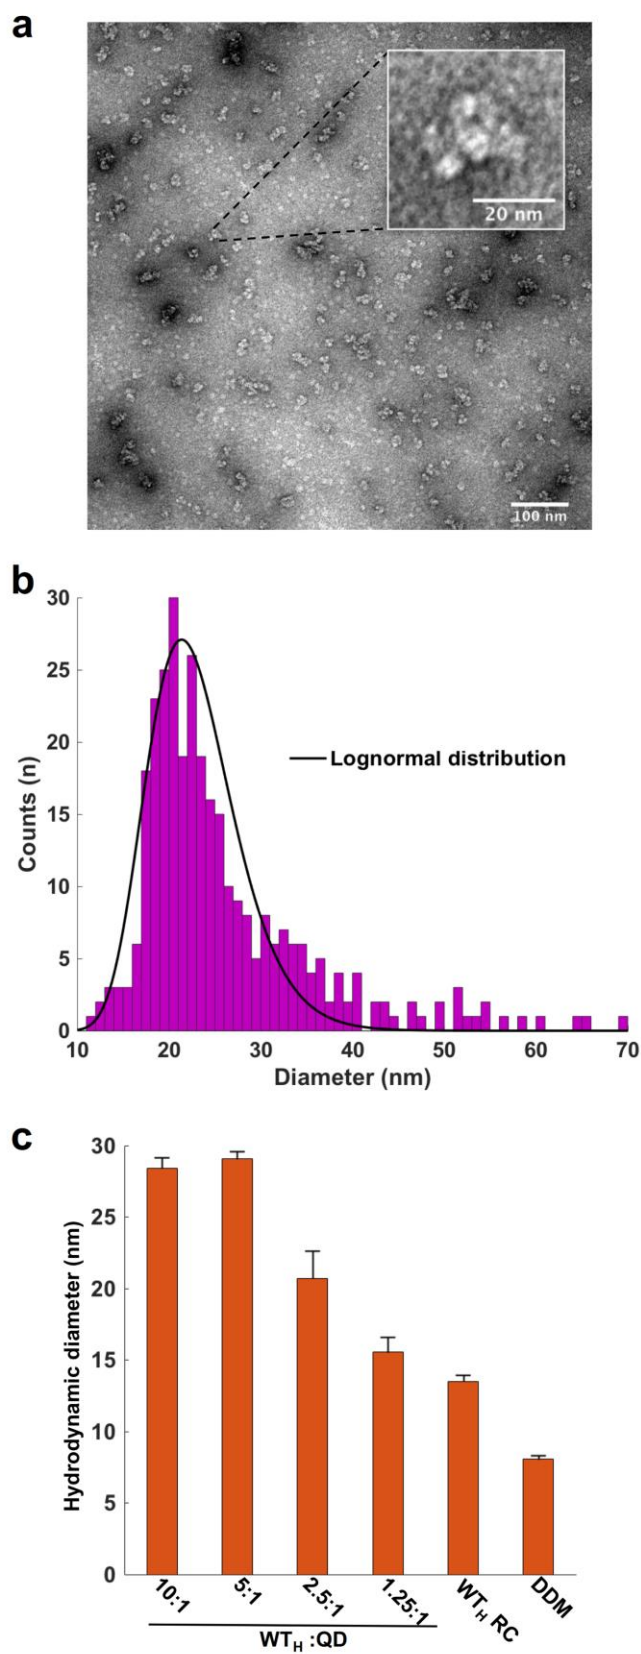 a
20 nm
100 nm
b
30
25
20
15
10
5
0
Counts (n)
Lognormal distribution
10 20 30 40 50 60 70
Diameter (nm)
c
30
25
20
15
10
5
0
Hydrodynamic diameter (nm)
10:1 5:1 2.5:1 1.25:1 WTH RC DDM
WTH :QD